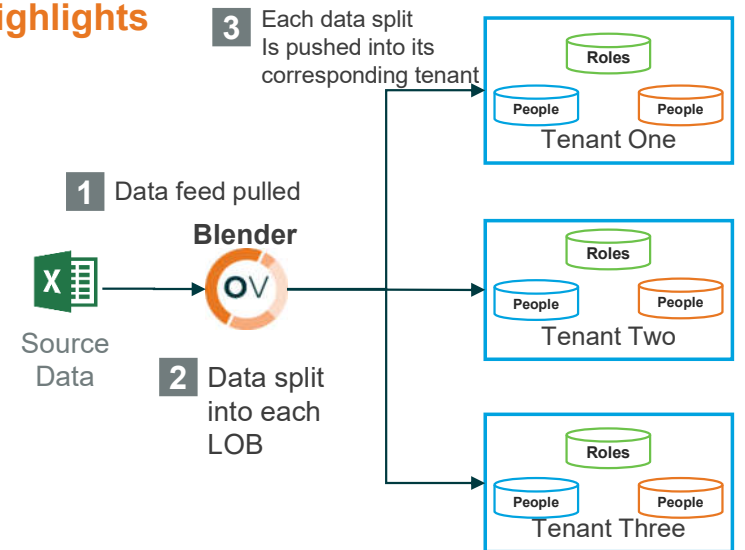 ighlights
3
Each data split
Is pushed into its
corresponding tenant
Roles
People
People
Tenant One
1
Data feed pulled
Blender
OV
X
Source
Data
2
Data split
into each
LOB
Roles
People
People
Tenant Two
Roles
People
People
Tenant Three